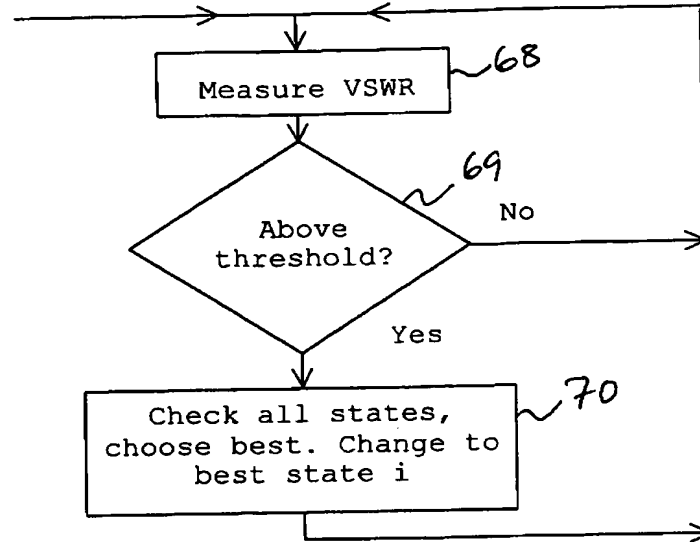 Measure VSWR
68
69
Above
threshold?
No
Yes
Check all states,
choose best. Change to
best state i
70